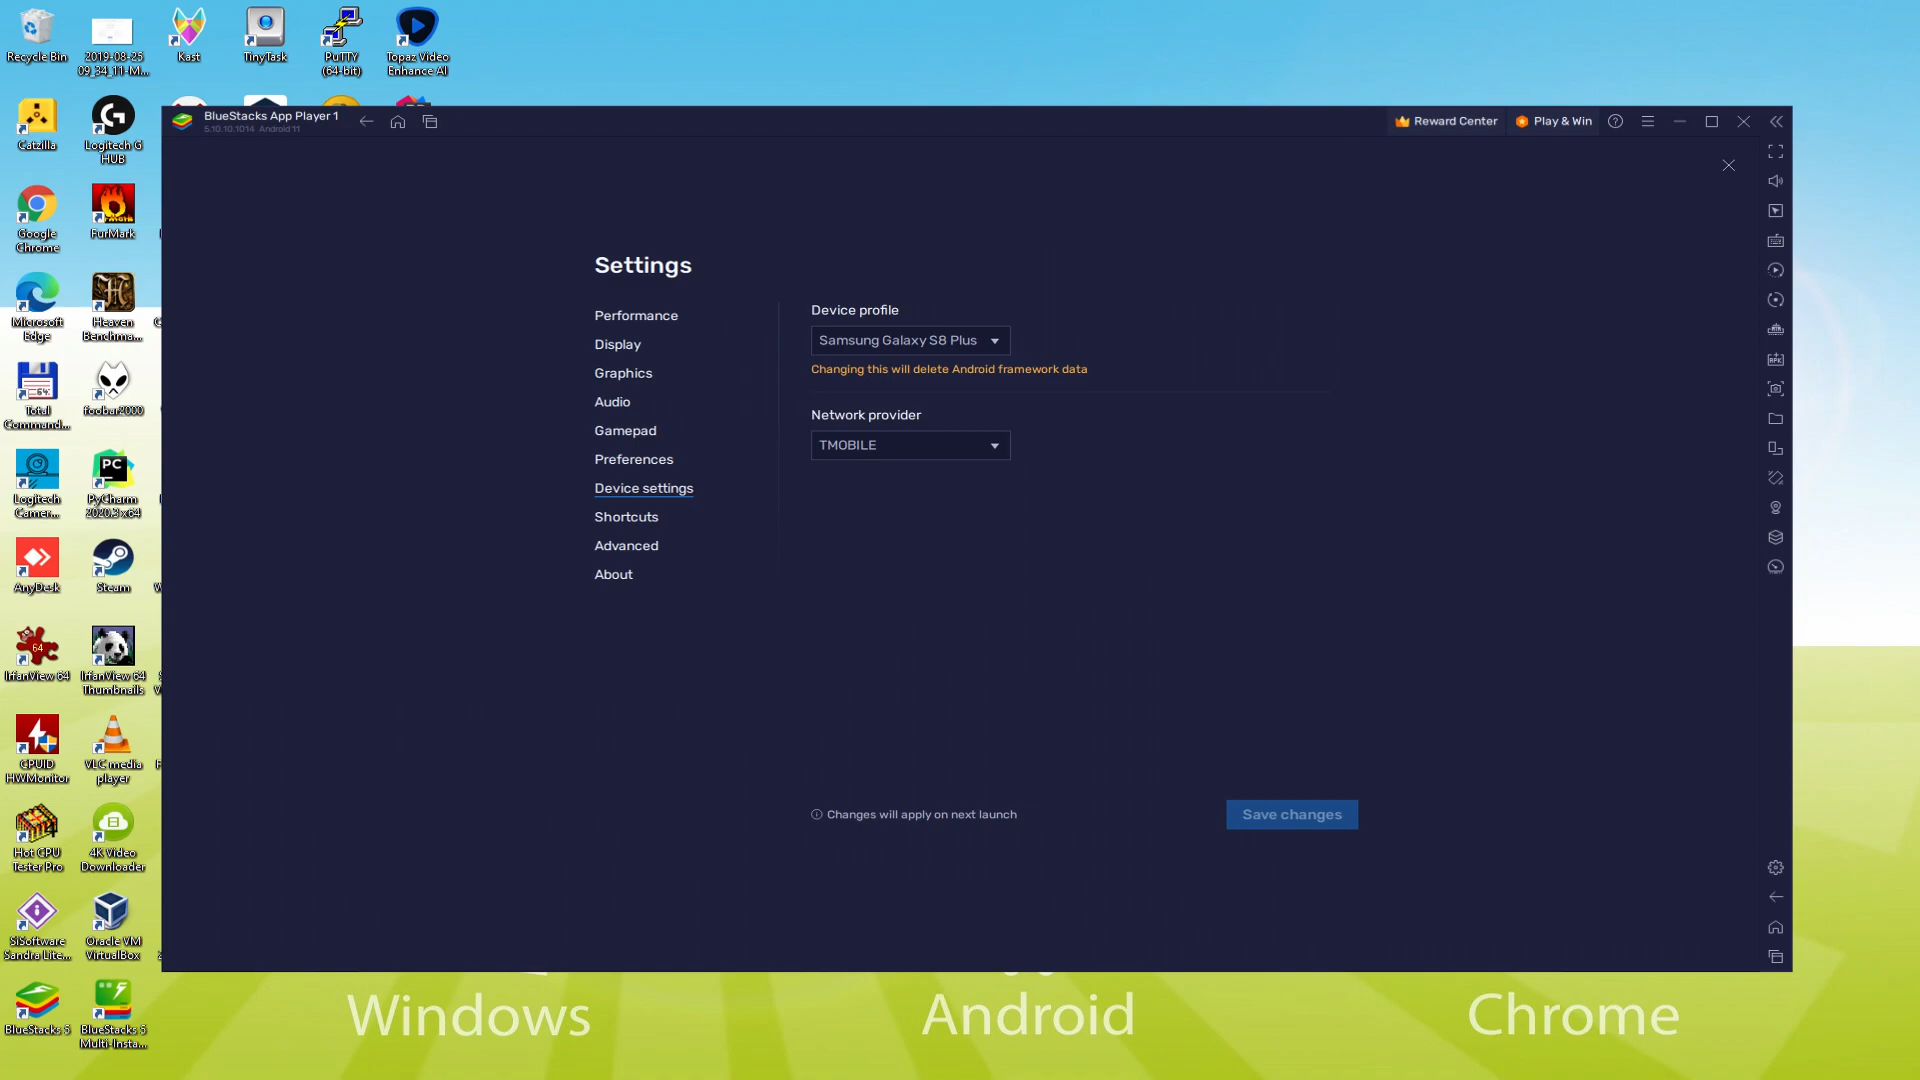 Recycle Bin
2019-08-25
09_34_11-M...
Kast
TinyTask
PuTTY
(64-bit)
Topaz Video
Enhance AI
Catzilla
Logitech G
HUB
Google
Chrome
FurMark
Microsoft
Edge
Heaven
Benchma...
Total
Command...
foobar2000
Logitech
Camer...
PC
PyCharm
2020.3 x64
AnyDesk
Steam
64
IrfanView 64
IrfanView 64
Thumbnails
CPUID
HWMonitor
VLC media
player
Hot CPU
Tester Pro
4K Video
Downloader
SiSoftware
Sandra Lite...
Oracle VM
VirtualBox
BlueStacks 5
BlueStacks 5
Multi-Insta...
BlueStacks App Player 1
5.10.10.1014 Android 11
Reward Center
Play & Win
Settings
Performance
Display
Graphics
Audio
Gamepad
Preferences
Device settings
Shortcuts
Advanced
About
Device profile
Samsung Galaxy S8 Plus
Changing this will delete Android framework data
Network provider
TMOBILE
Changes will apply on next launch
Save changes
Windows
Android
Chrome